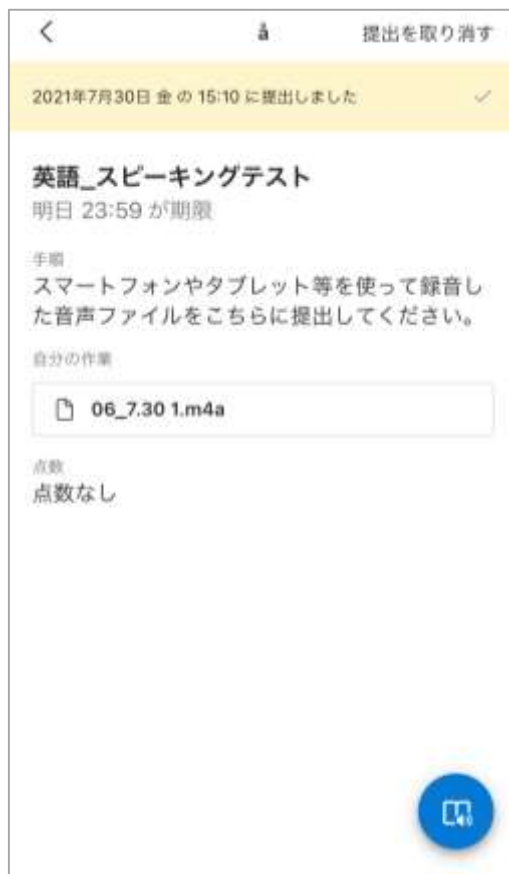 å 提出を取り消す
2021年7月30日 金 の 15:10 に提出しました
英語_スピーキングテスト
明日 23:59 が期限
手順
スマートフォンやタブレット等を使って録音し
た音声ファイルをこちらに提出してください。
自分の作業
06_7.30 1.m4a
点数
点数なし